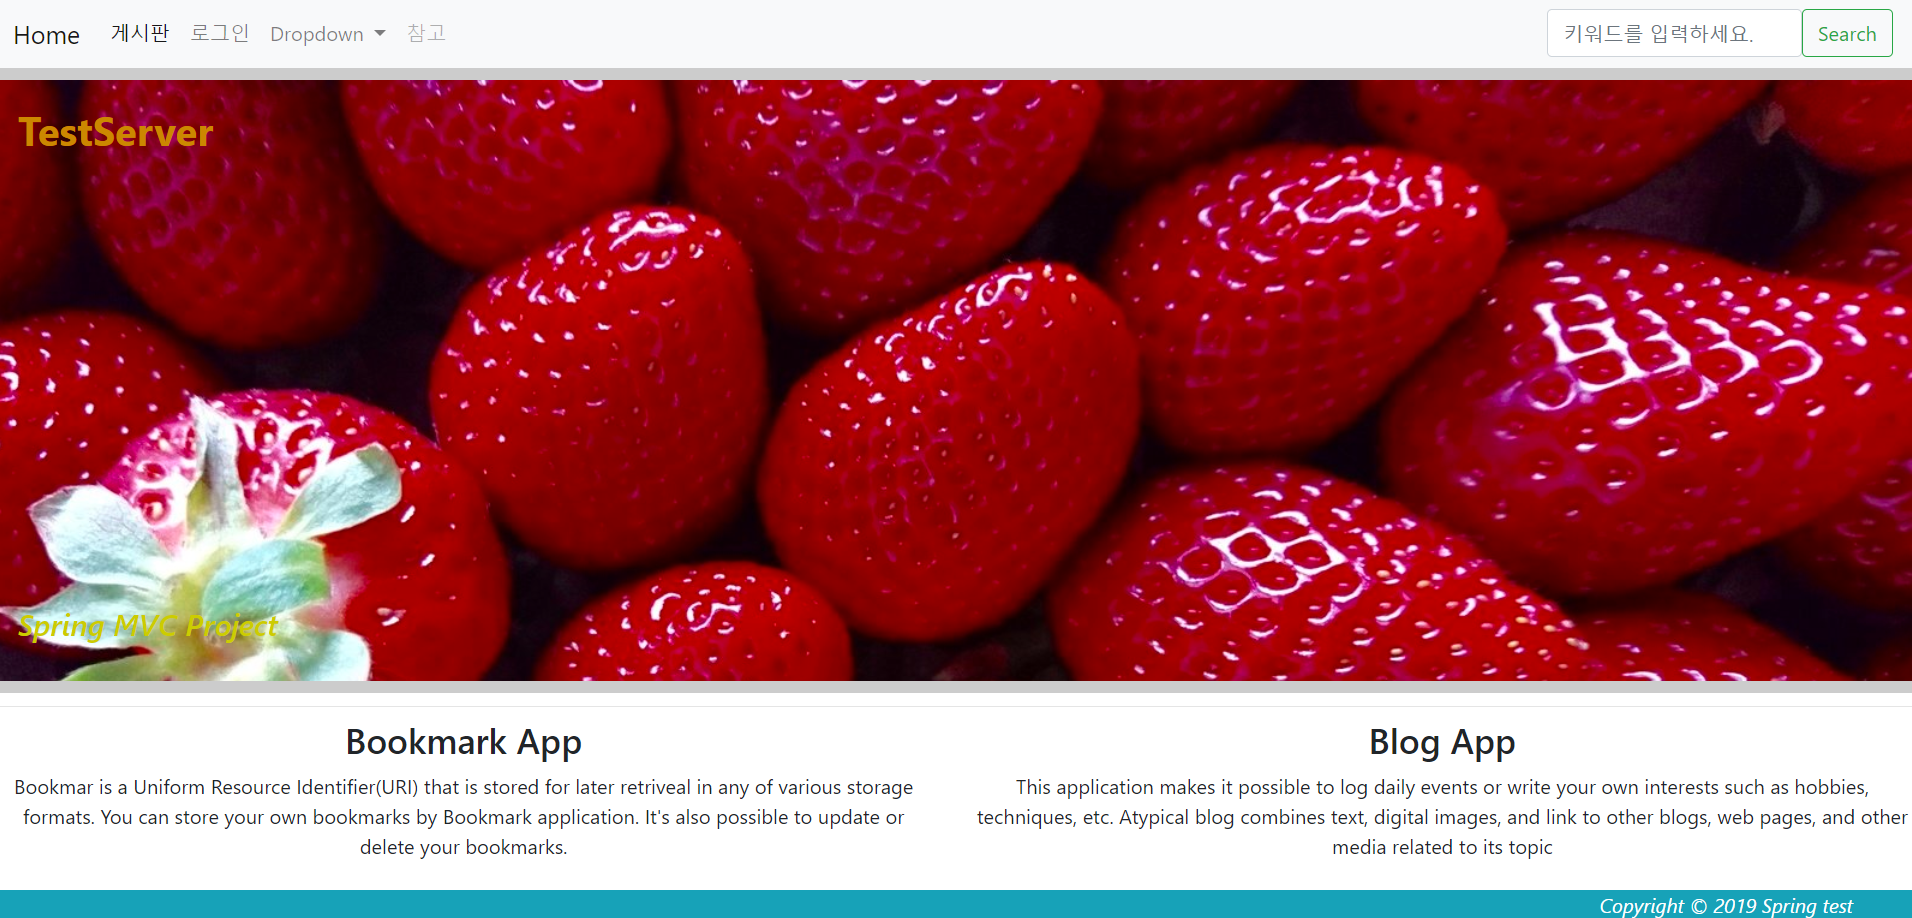 Home 게시판 로그인 Dropdown 참고 키워드를 입력하세요. Search
TestServer
Spring MVC Project
Bookmark App
Bookmar is a Uniform Resource Identifier(URI) that is stored for later retriveal in any of various storage
formats. You can store your own bookmarks by Bookmark application. It's also possible to update or
delete your bookmarks.
Blog App
This application makes it possible to log daily events or write your own interests such as hobbies,
techniques, etc. Atypical blog combines text, digital images, and link to other blogs, web pages, and other
media related to its topic
Copyright © 2019 Spring test